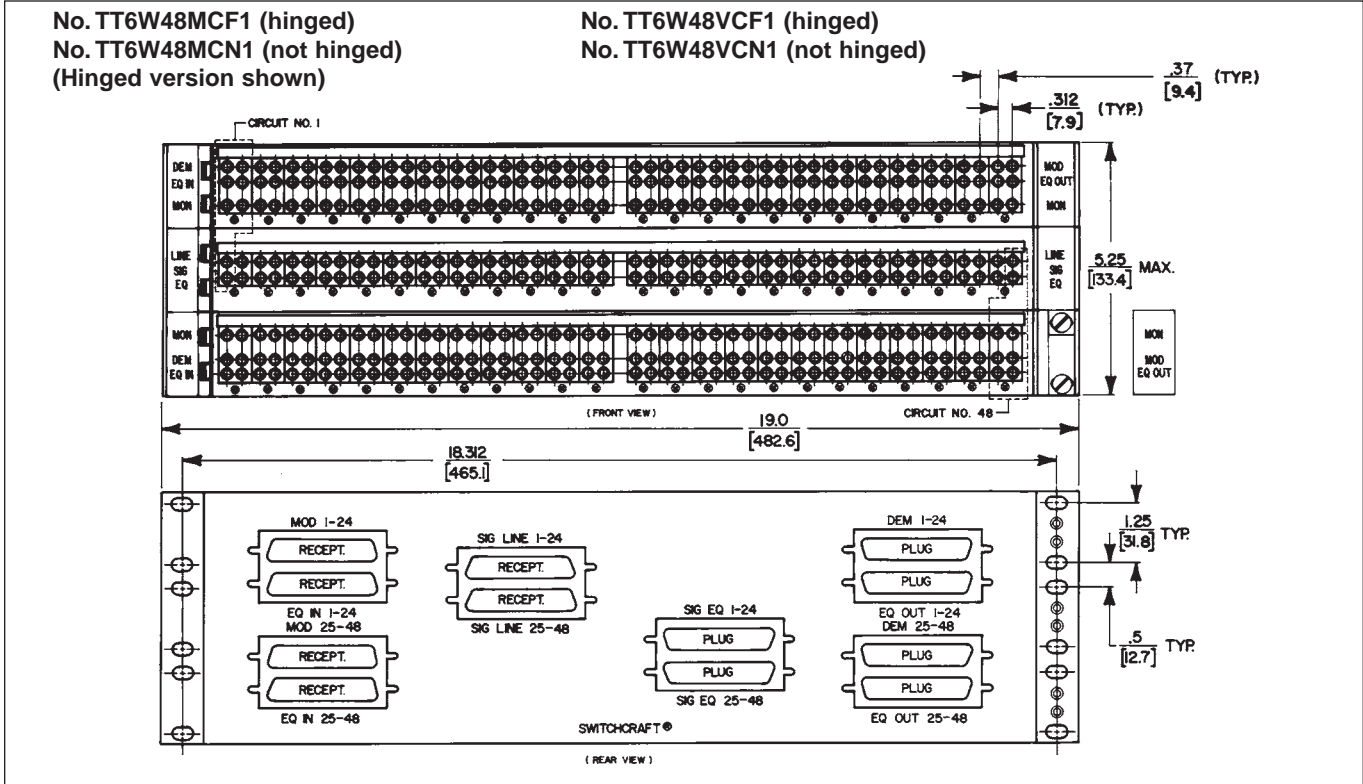 No. TT6W48MCF1 (hinged)
No. TT6W48MCN1 (not hinged)
(Hinged version shown)
No. TT6W48VCF1 (hinged)
No. TT6W48VCN1 (not hinged)
.37 (TYP.)
[9.4]
.312 (TYP.)
[7.9]
CIRCUIT NO. 1
DEM
EQ IN
MON
MOD
EQ OUT
MON
LINE
SIG
EQ
LINE
SIG
EQ
5.25 MAX.
[133.4]
MON
DEM
EQ IN
MON
MOD
EQ OUT
(FRONT VIEW)
CIRCUIT NO. 48
19.0
[482.6]
18.312
[465.1]
MOD 1-24
RECEPT.
RECEPT.
EQ IN 1-24
MOD 25-48
RECEPT.
RECEPT.
EQ IN 25-48
SIG LINE 1-24
RECEPT.
RECEPT.
SIG LINE 25-48
SIG EQ 1-24
PLUG
PLUG
SIG EQ 25-48
DEM 1-24
PLUG
PLUG
EQ OUT 1-24
DEM 25-48
PLUG
PLUG
EQ OUT 25-48
1.25 TYP.
[31.8]
.5 TYP.
[12.7]
SWITCHCRAFT®
(REAR VIEW)